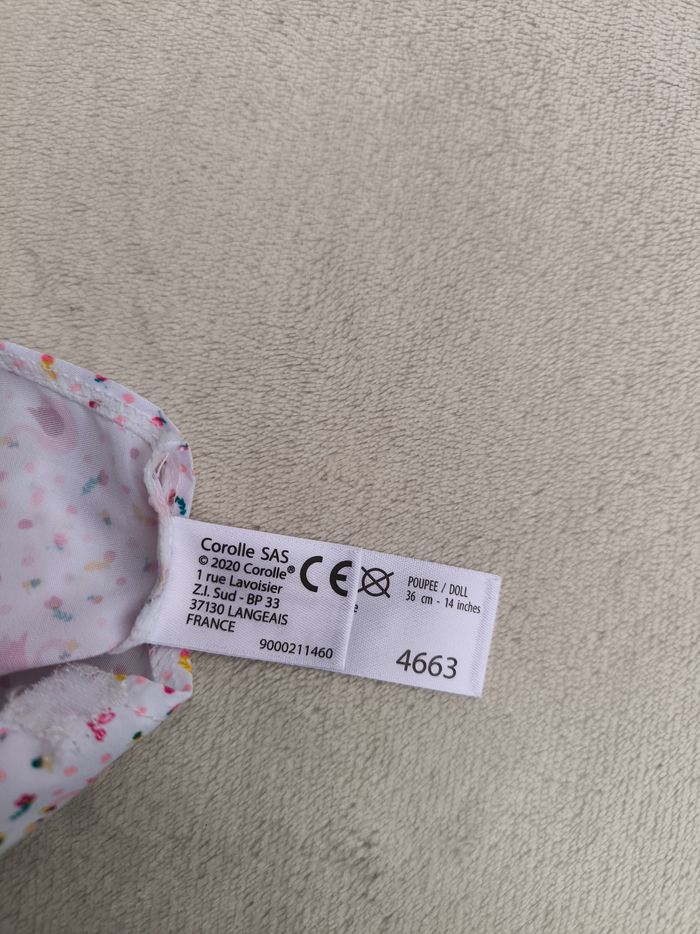 Corolle SAS
© 2020 Corolle®
1 rue Lavoisier
Z.I. Sud - BP 33
37130 LANGEAIS
FRANCE
9000211460
CE
e
POUPEE / DOLL
36 cm - 14 inches
4663